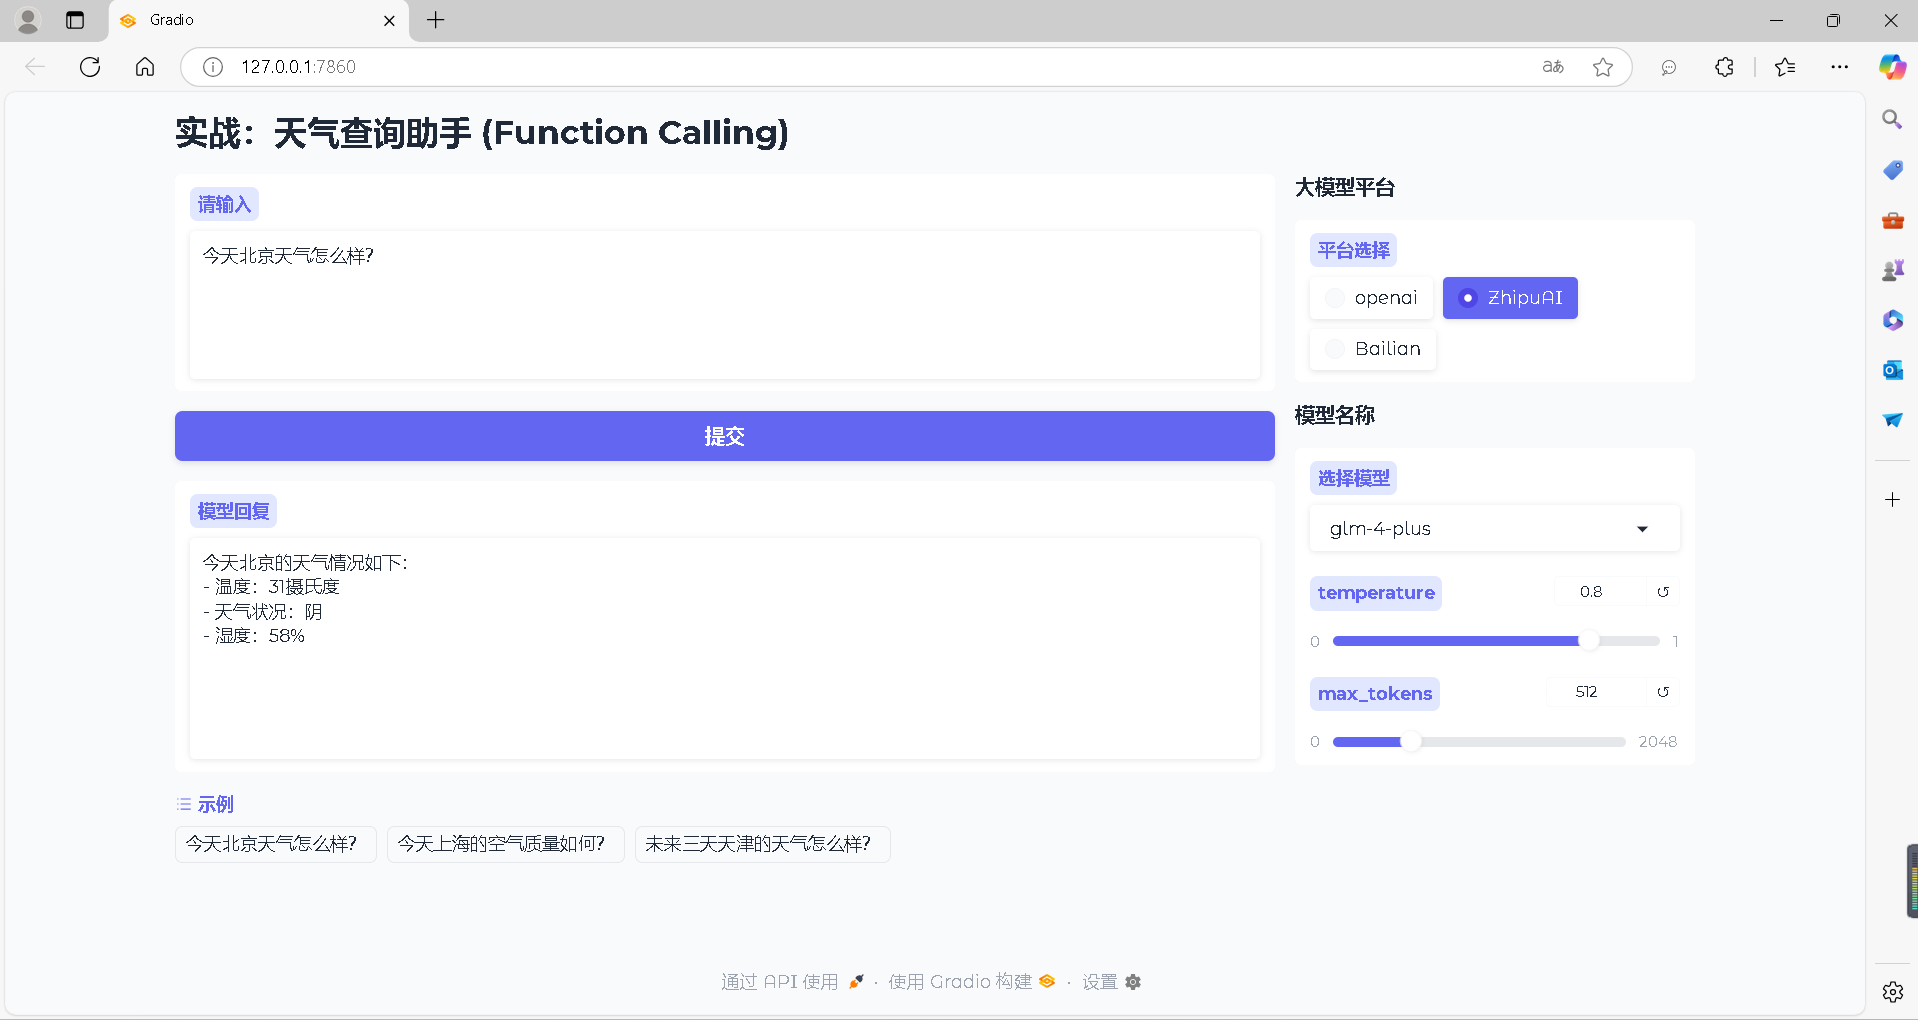 Gradio
127.0.0.1:7860
实战：天气查询助手 (Function Calling)
请输入
今天北京天气怎么样?
提交
模型回复
今天北京的天气情况如下：
- 温度：31摄氏度
- 天气状况：阴
- 湿度：58%
示例
今天北京天气怎么样?
今天上海的空气质量如何?
未来三天天津的天气怎么样?
大模型平台
平台选择
openai
ZhipuAI
Bailian
模型名称
选择模型
glm-4-plus
temperature
0.8
0
1
max_tokens
512
0
2048
通过 API 使用 · 使用 Gradio 构建 · 设置